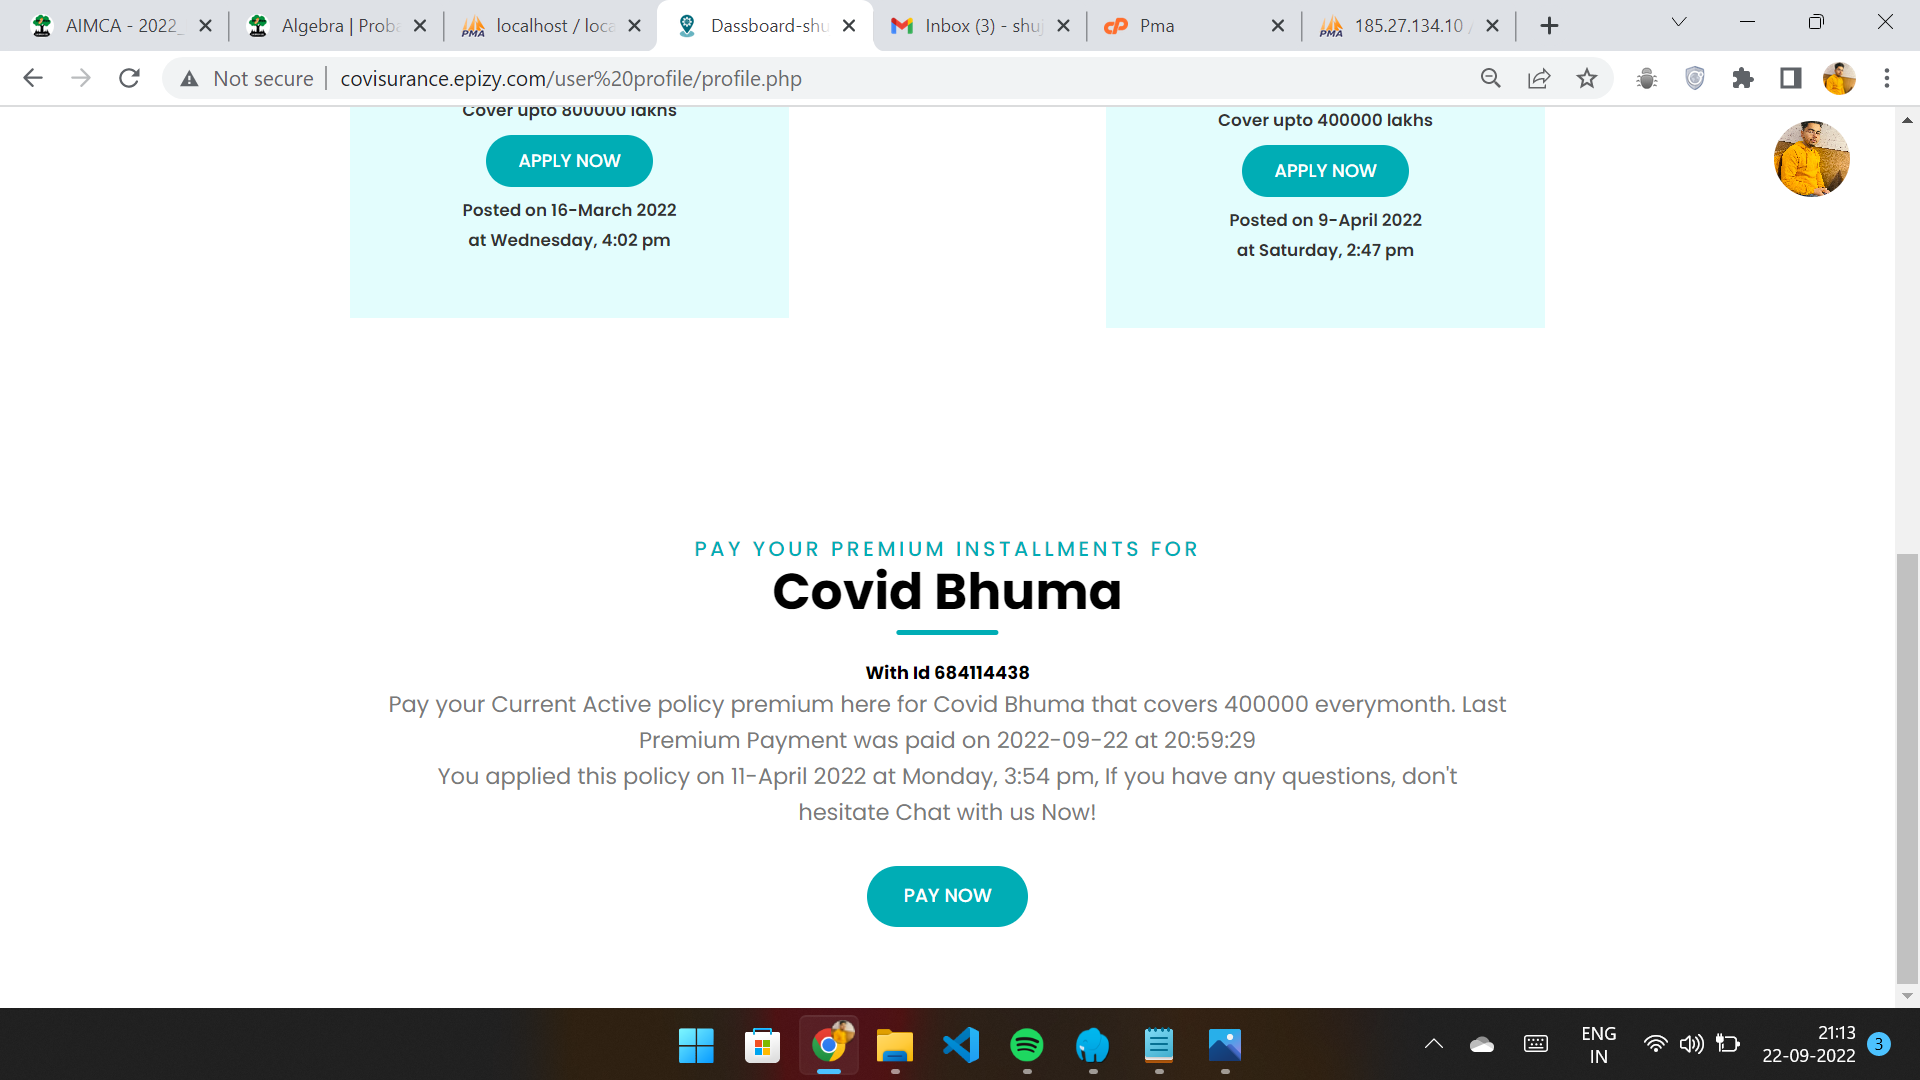 AIMCA - 2022_
Algebra | Proba
localhost / loca
Dassboard-shu
Inbox (3) - shuj
Pma
185.27.134.10 /
Not secure
covisurance.epizy.com/user%20profile/profile.php
Cover upto 800000 lakhs
APPLY NOW
Posted on 16-March 2022
at Wednesday, 4:02 pm
Cover upto 400000 lakhs
APPLY NOW
Posted on 9-April 2022
at Saturday, 2:47 pm
PAY YOUR PREMIUM INSTALLMENTS FOR
Covid Bhuma
With Id 684114438
Pay your Current Active policy premium here for Covid Bhuma that covers 400000 everymonth. Last
Premium Payment was paid on 2022-09-22 at 20:59:29
You applied this policy on 11-April 2022 at Monday, 3:54 pm, If you have any questions, don't
hesitate Chat with us Now!
PAY NOW
ENG
IN
21:13
22-09-2022
3